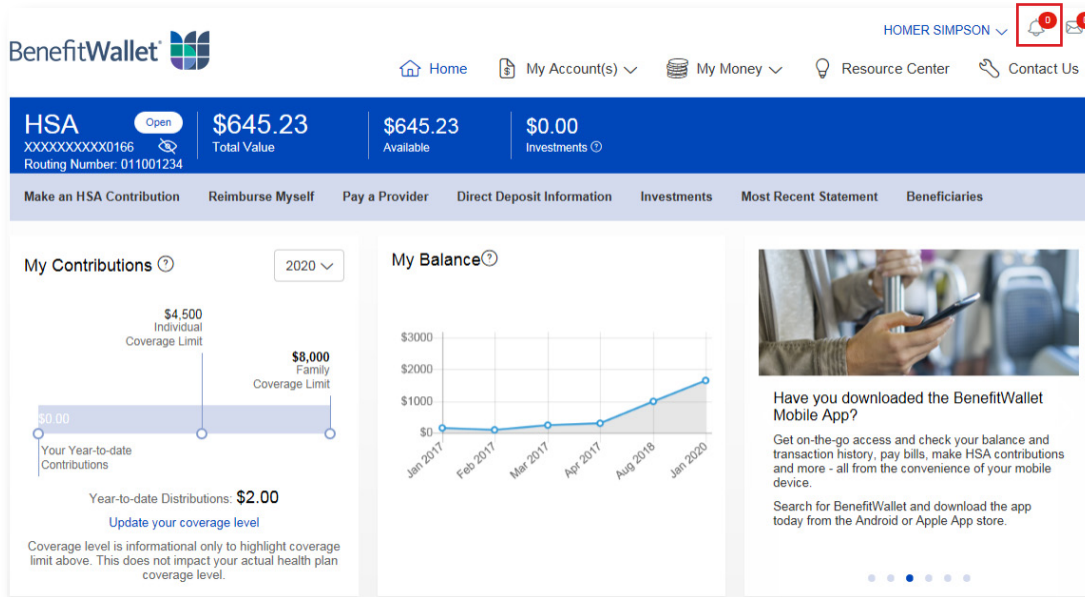 HOMER SIMPSON
0
BenefitWallet
Home
My Account(s)
My Money
Resource Center
Contact Us
HSA
Open
$645.23
$645.23
$0.00
XXXXXXXXXX0166
Total Value
Available
Investments ?
Routing Number: 011001234
Make an HSA Contribution
Reimburse Myself
Pay a Provider
Direct Deposit Information
Investments
Most Recent Statement
Beneficiaries
My Contributions ?
2020
$4,500
Individual
Coverage Limit
$8,000
Family
Coverage Limit
$0.00
Your Year-to-date
Contributions
Year-to-date Distributions: $2.00
Update your coverage level
Coverage level is informational only to highlight coverage
limit above. This does not impact your actual health plan
coverage level.
My Balance?
$3000
$2000
$1000
$0
Jan 2017
Feb 2017
Mar 2017
Apr 2017
Aug 2018
Jan 2020
Have you downloaded the BenefitWallet
Mobile App?
Get on-the-go access and check your balance and
transaction history, pay bills, make HSA contributions
and more - all from the convenience of your mobile
device.
Search for BenefitWallet and download the app
today from the Android or Apple App store.